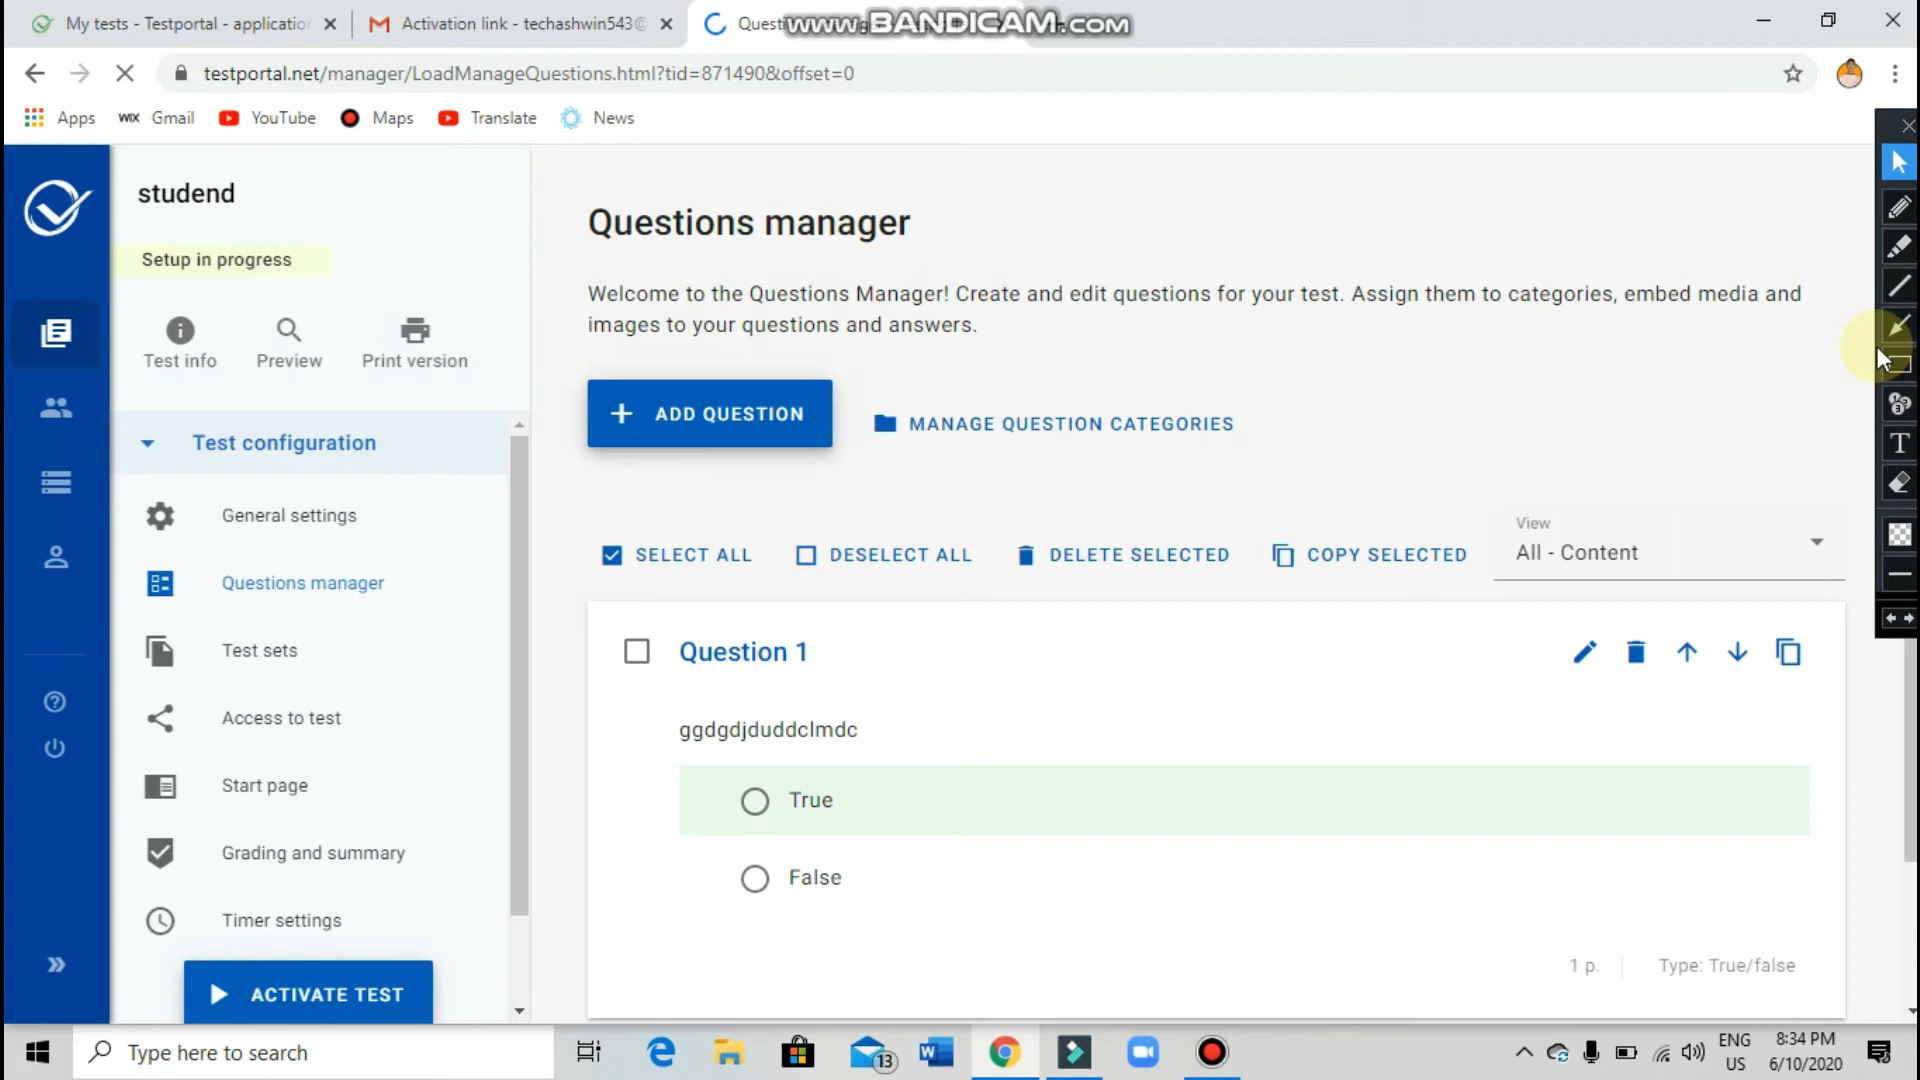 My tests - Testportal - application
Activation link - techashwin543@
Quest
www.BANDICAM.com
testportal.net/manager/LoadManageQuestions.html?tid=871490&offset=0
Apps
WIX
Gmail
YouTube
Maps
Translate
News
studend
Setup in progress
Test info
Preview
Print version
Test configuration
General settings
Questions manager
Test sets
Access to test
Start page
Grading and summary
Timer settings
ACTIVATE TEST
Questions manager
Welcome to the Questions Manager! Create and edit questions for your test. Assign them to categories, embed media and
images to your questions and answers.
ADD QUESTION
MANAGE QUESTION CATEGORIES
SELECT ALL
DESELECT ALL
DELETE SELECTED
COPY SELECTED
View
All - Content
Question 1
ggdgdjduddclmdc
True
False
1 p.
Type: True/false
T
Type here to search
13
ENG
US
8:34 PM
6/10/2020